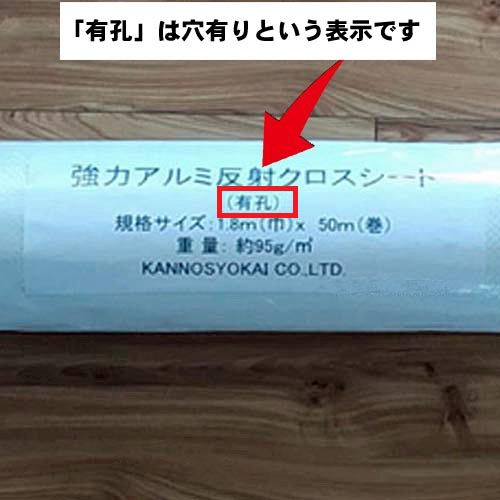 「有孔」は穴有りという表示です
強力アルミ反射クロスシート
(有孔)
規格サイズ:1.8m(巾)x 50m(巻)
重量:約95g/㎡
KANNOSYOKAI CO.,LTD.